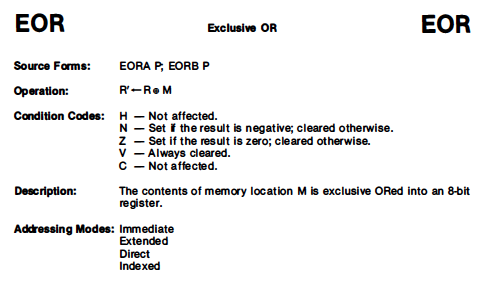 EOR Exclusive OR EOR
Source Forms: EORA P; EORB P
Operation: R'←R⊕M
Condition Codes: H — Not affected.
N — Set if the result is negative; cleared otherwise.
Z — Set if the result is zero; cleared otherwise.
V — Always cleared.
C — Not affected.
Description: The contents of memory location M is exclusive ORed into an 8-bit
register.
Addressing Modes: Immediate
Extended
Direct
Indexed